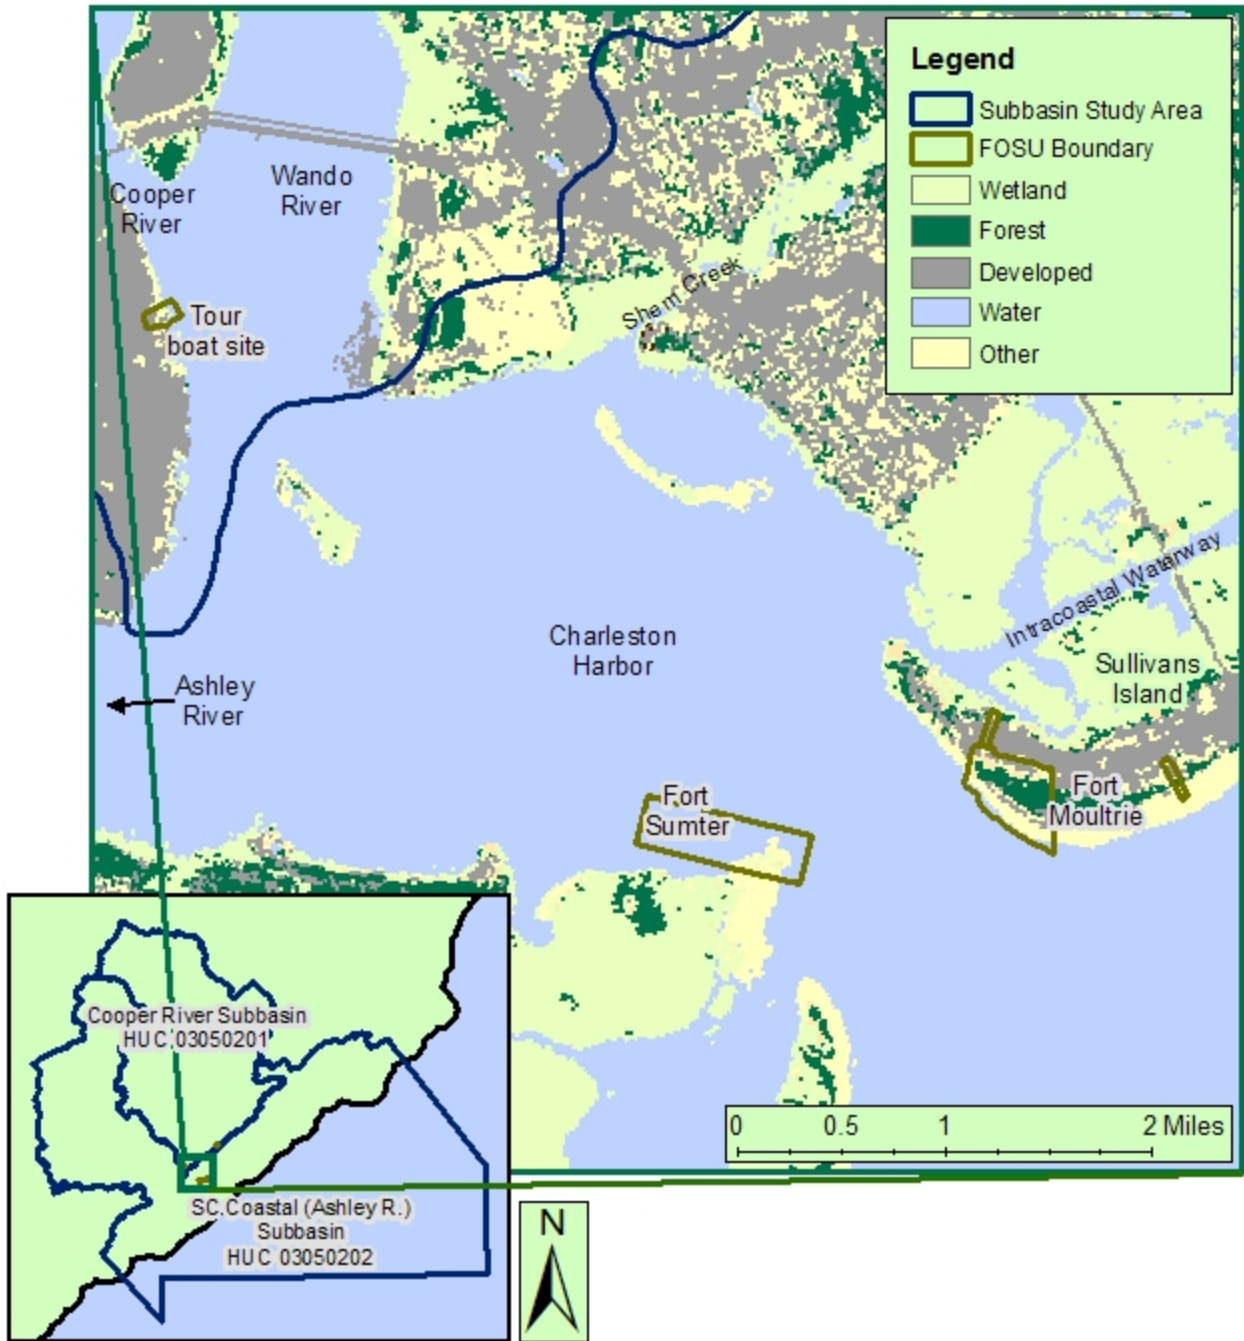 Legend
Subbasin Study Area
FOSU Boundary
Wetland
Forest
Developed
Water
Other
Cooper
River
Wando
River
Tour
boat site
Shem Creek
Intracoastal Waterway
Charleston
Harbor
Sullivans
Island
Ashley
River
Fort
Sumter
Fort
Moultrie
Cooper River Subbasin
HUC 03050201
SC.Coastal (Ashley R.)
Subbasin
HUC 03050202
0 0.5 1 2 Miles
N